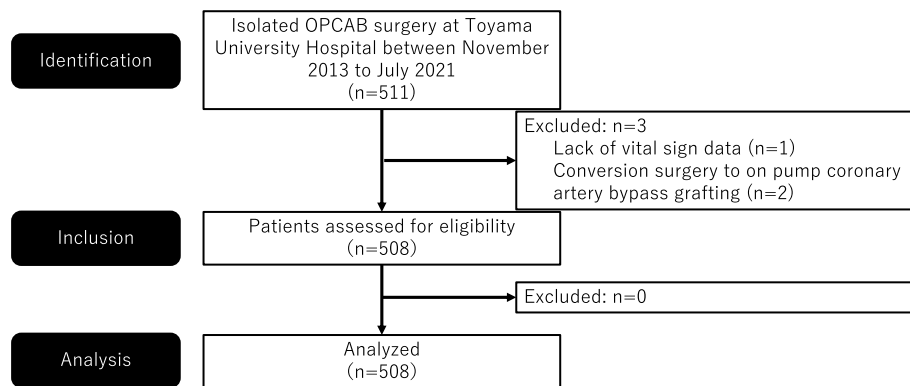 Identification
Isolated OPCAB surgery at Toyama
University Hospital between November
2013 to July 2021
(n=511)
Excluded: n=3
Lack of vital sign data (n=1)
Conversion surgery to on pump coronary
artery bypass grafting (n=2)
Inclusion
Patients assessed for eligibility
(n=508)
Excluded: n=0
Analysis
Analyzed
(n=508)